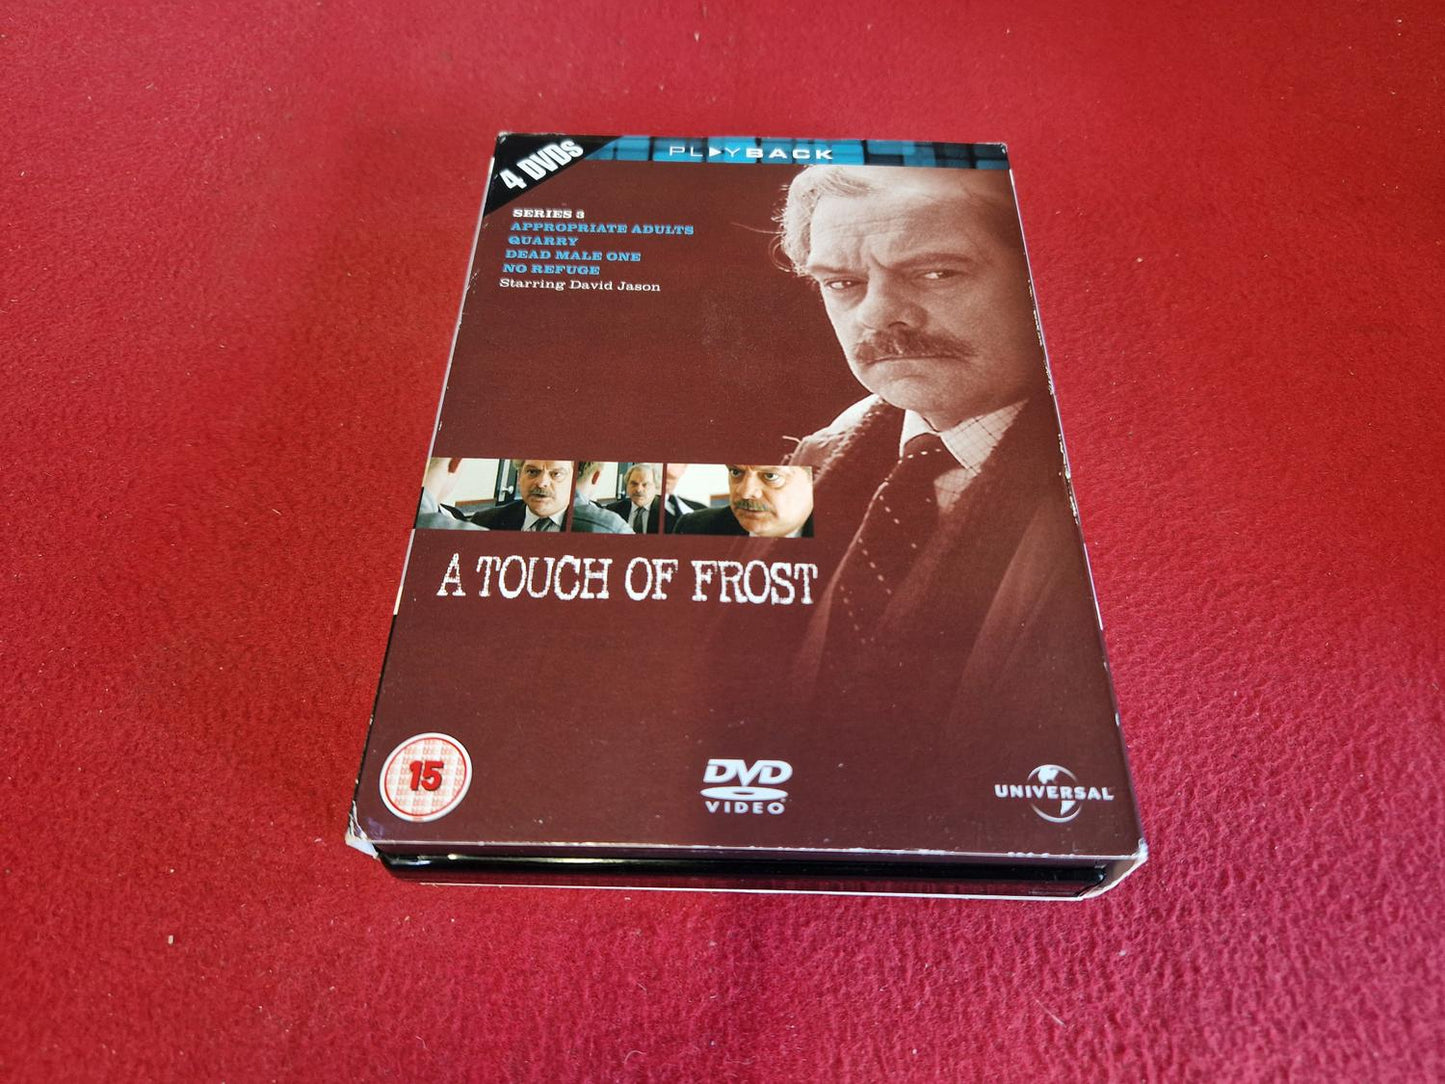 4 DVDs
PLAYBACK
SERIES 3
APPROPRIATE ADULTS
QUARRY
DEAD MALE ONE
NO REFUGE
Starring David Jason
A TOUCH OF FROST
15
DVD
VIDEO
UNIVERSAL